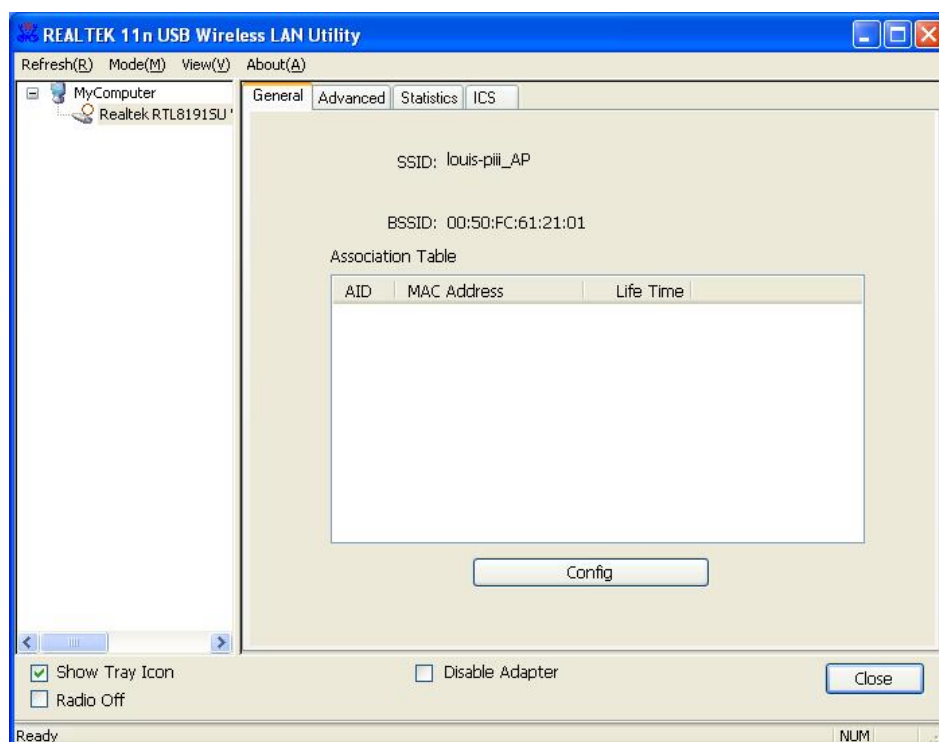 REALTEK 11n USB Wireless LAN Utility
Refresh(R) Mode(M) View(V) About(A)
MyComputer
Realtek RTL8191SU '
General Advanced Statistics ICS
SSID: louis-piii_AP
BSSID: 00:50:FC:61:21:01
Association Table
AID MAC Address Life Time
Config
Show Tray Icon
Radio Off
Disable Adapter
Close
Ready
NUM